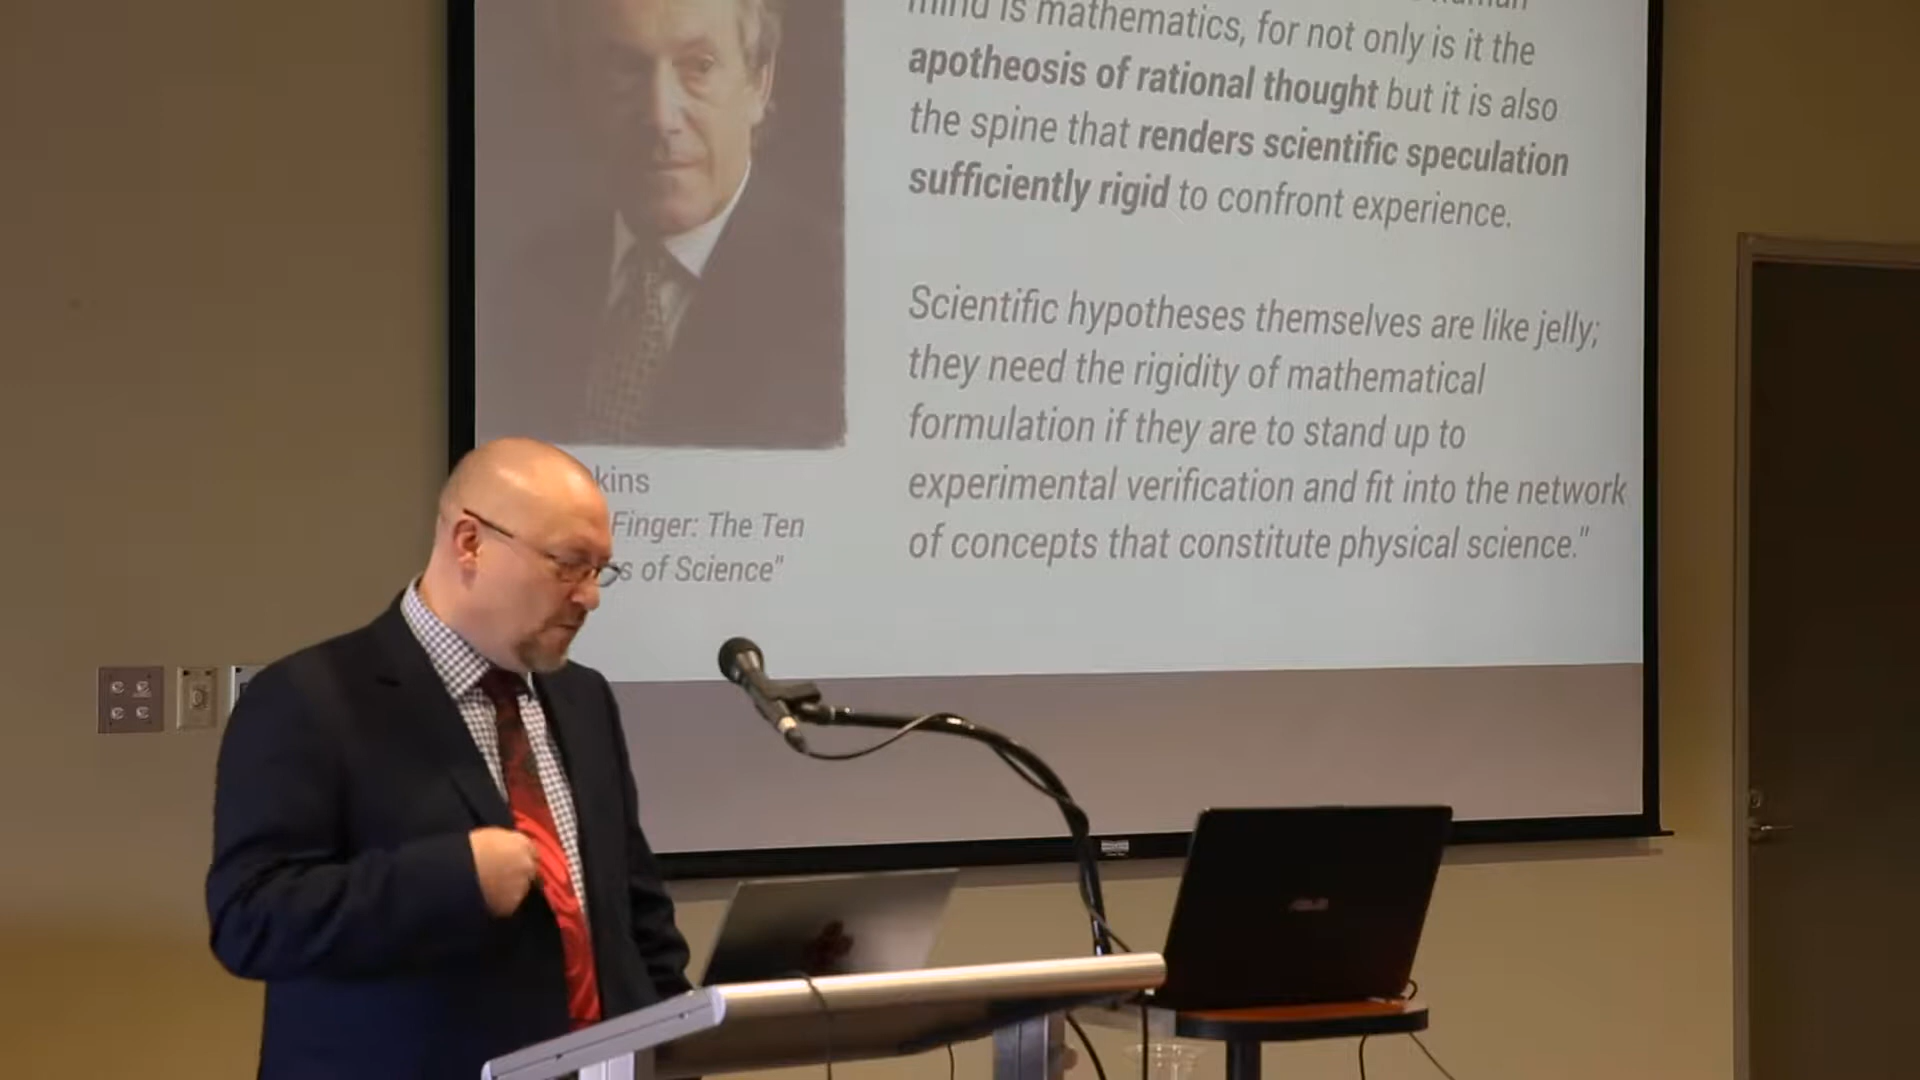 mind is mathematics, for not only is it the
apotheosis of rational thought but it is also
the spine that renders scientific speculation
sufficiently rigid to confront experience.
Scientific hypotheses themselves are like jelly;
they need the rigidity of mathematical
formulation if they are to stand up to
experimental verification and fit into the network
of concepts that constitute physical science."
kins
Finger: The Ten
s of Science"
ASUS